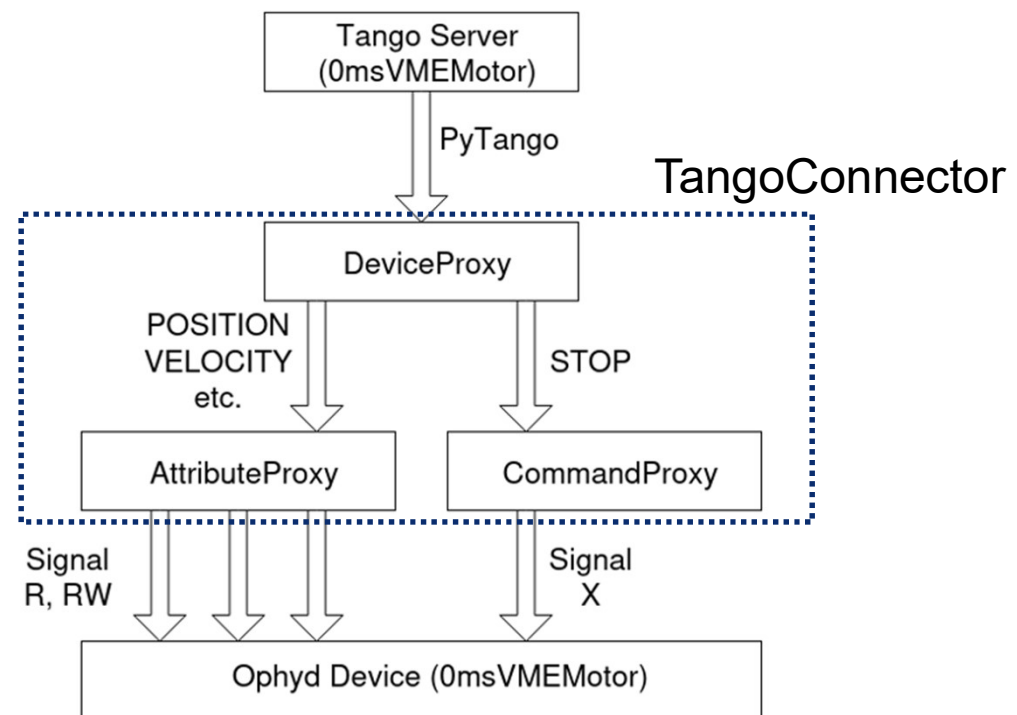 Tango Server
(0msVMEMotor)
PyTango
TangoConnector
DeviceProxy
POSITION
VELOCITY
etc.
STOP
AttributeProxy
CommandProxy
Signal
R, RW
Signal
X
Ophyd Device (0msVMEMotor)